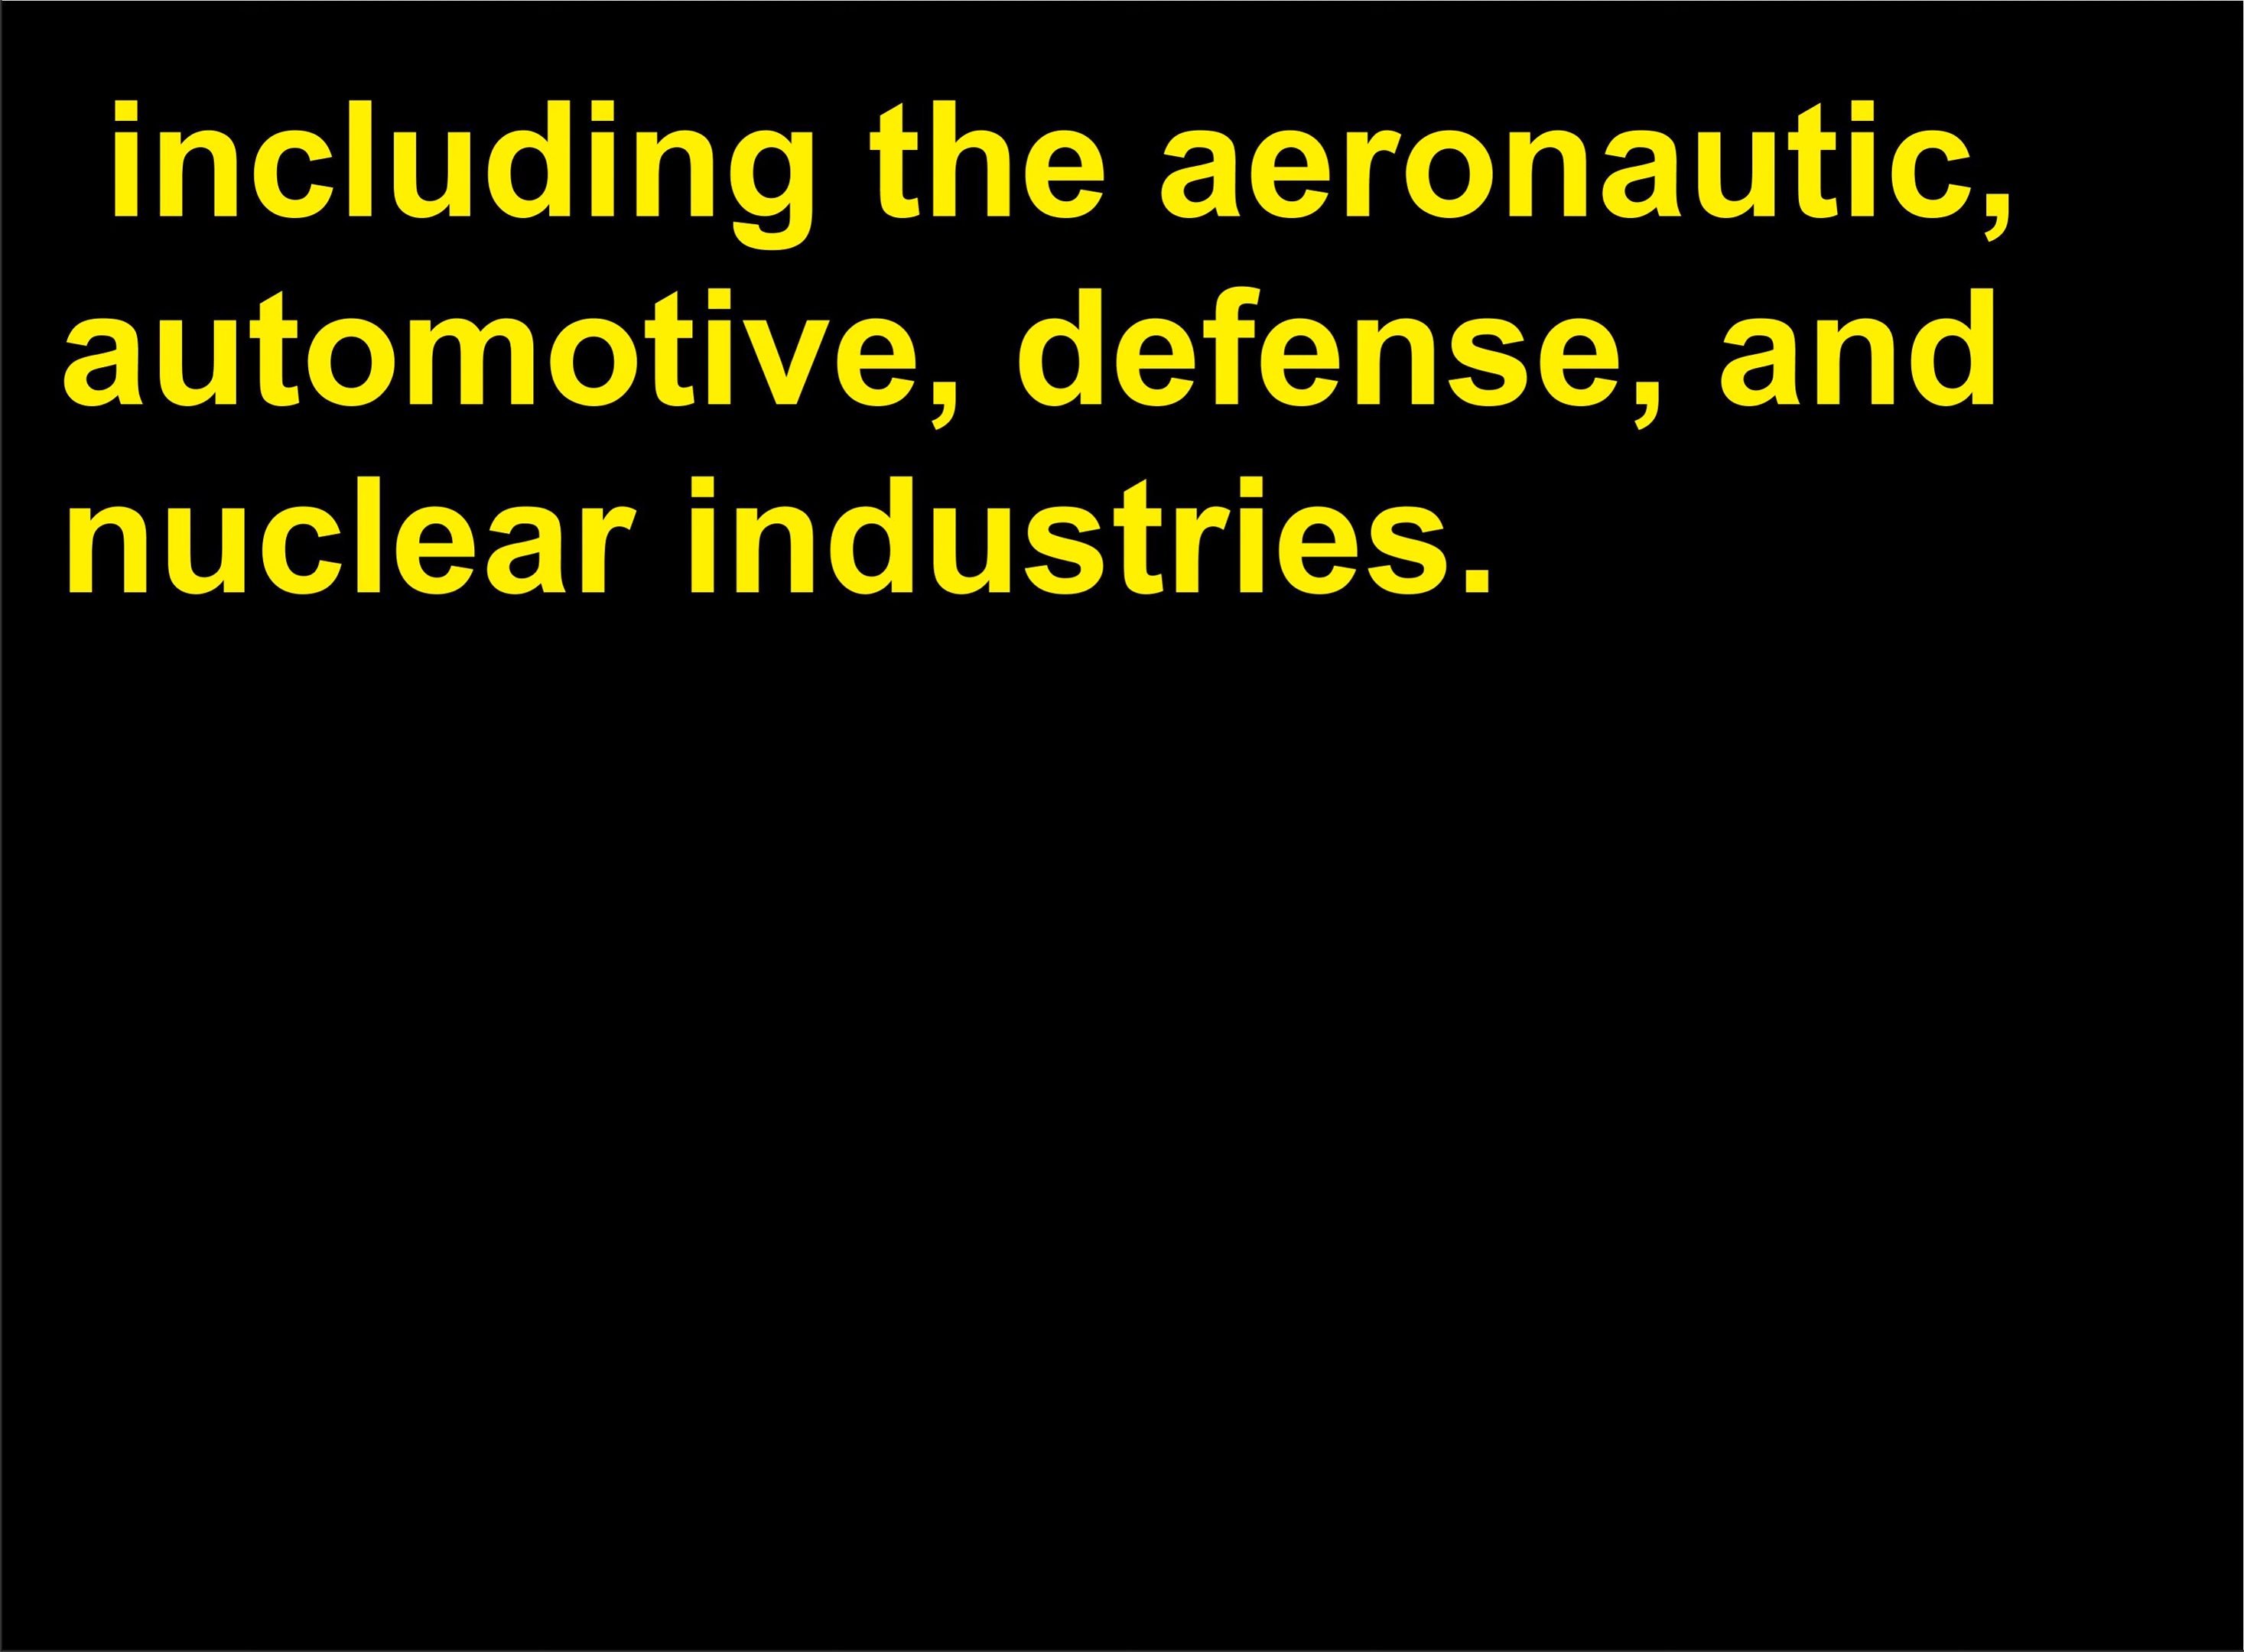 including the aeronautic,
automotive, defense, and
nuclear industries.